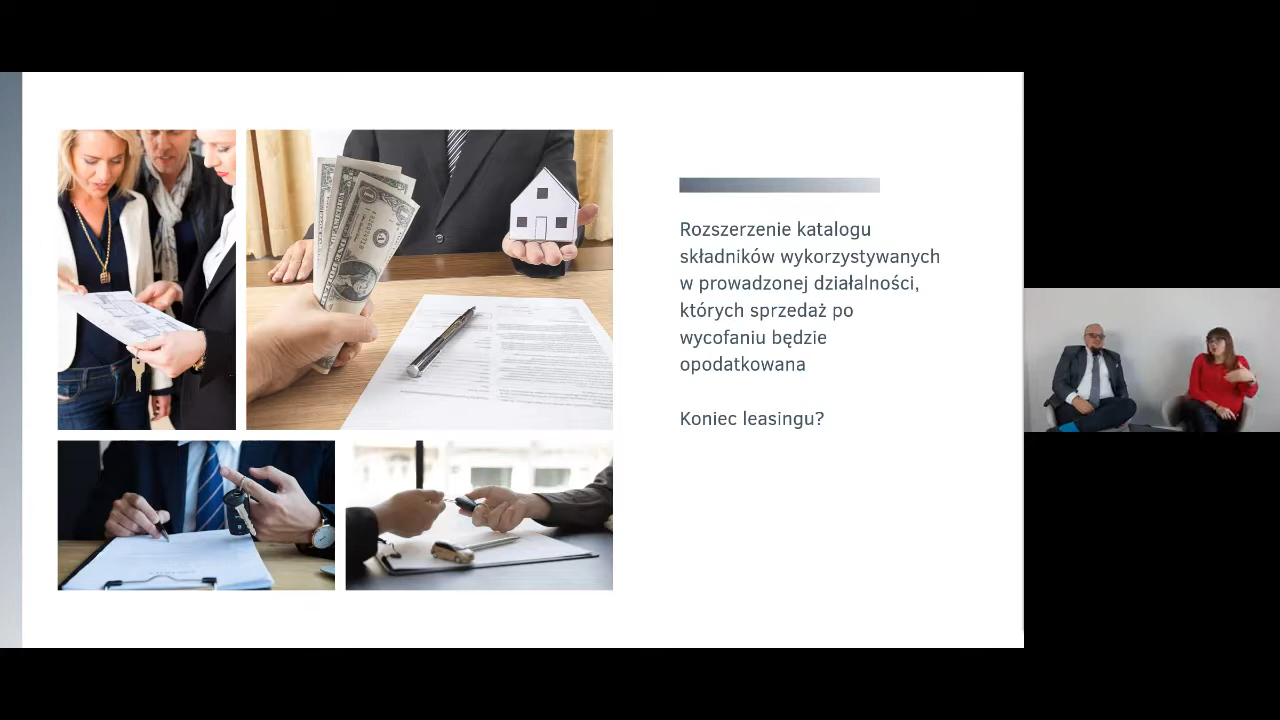 Rozszerzenie katalogu
składników wykorzystywanych
w prowadzonej działalności,
których sprzedaż po
wycofaniu będzie
opodatkowana
Koniec leasingu?